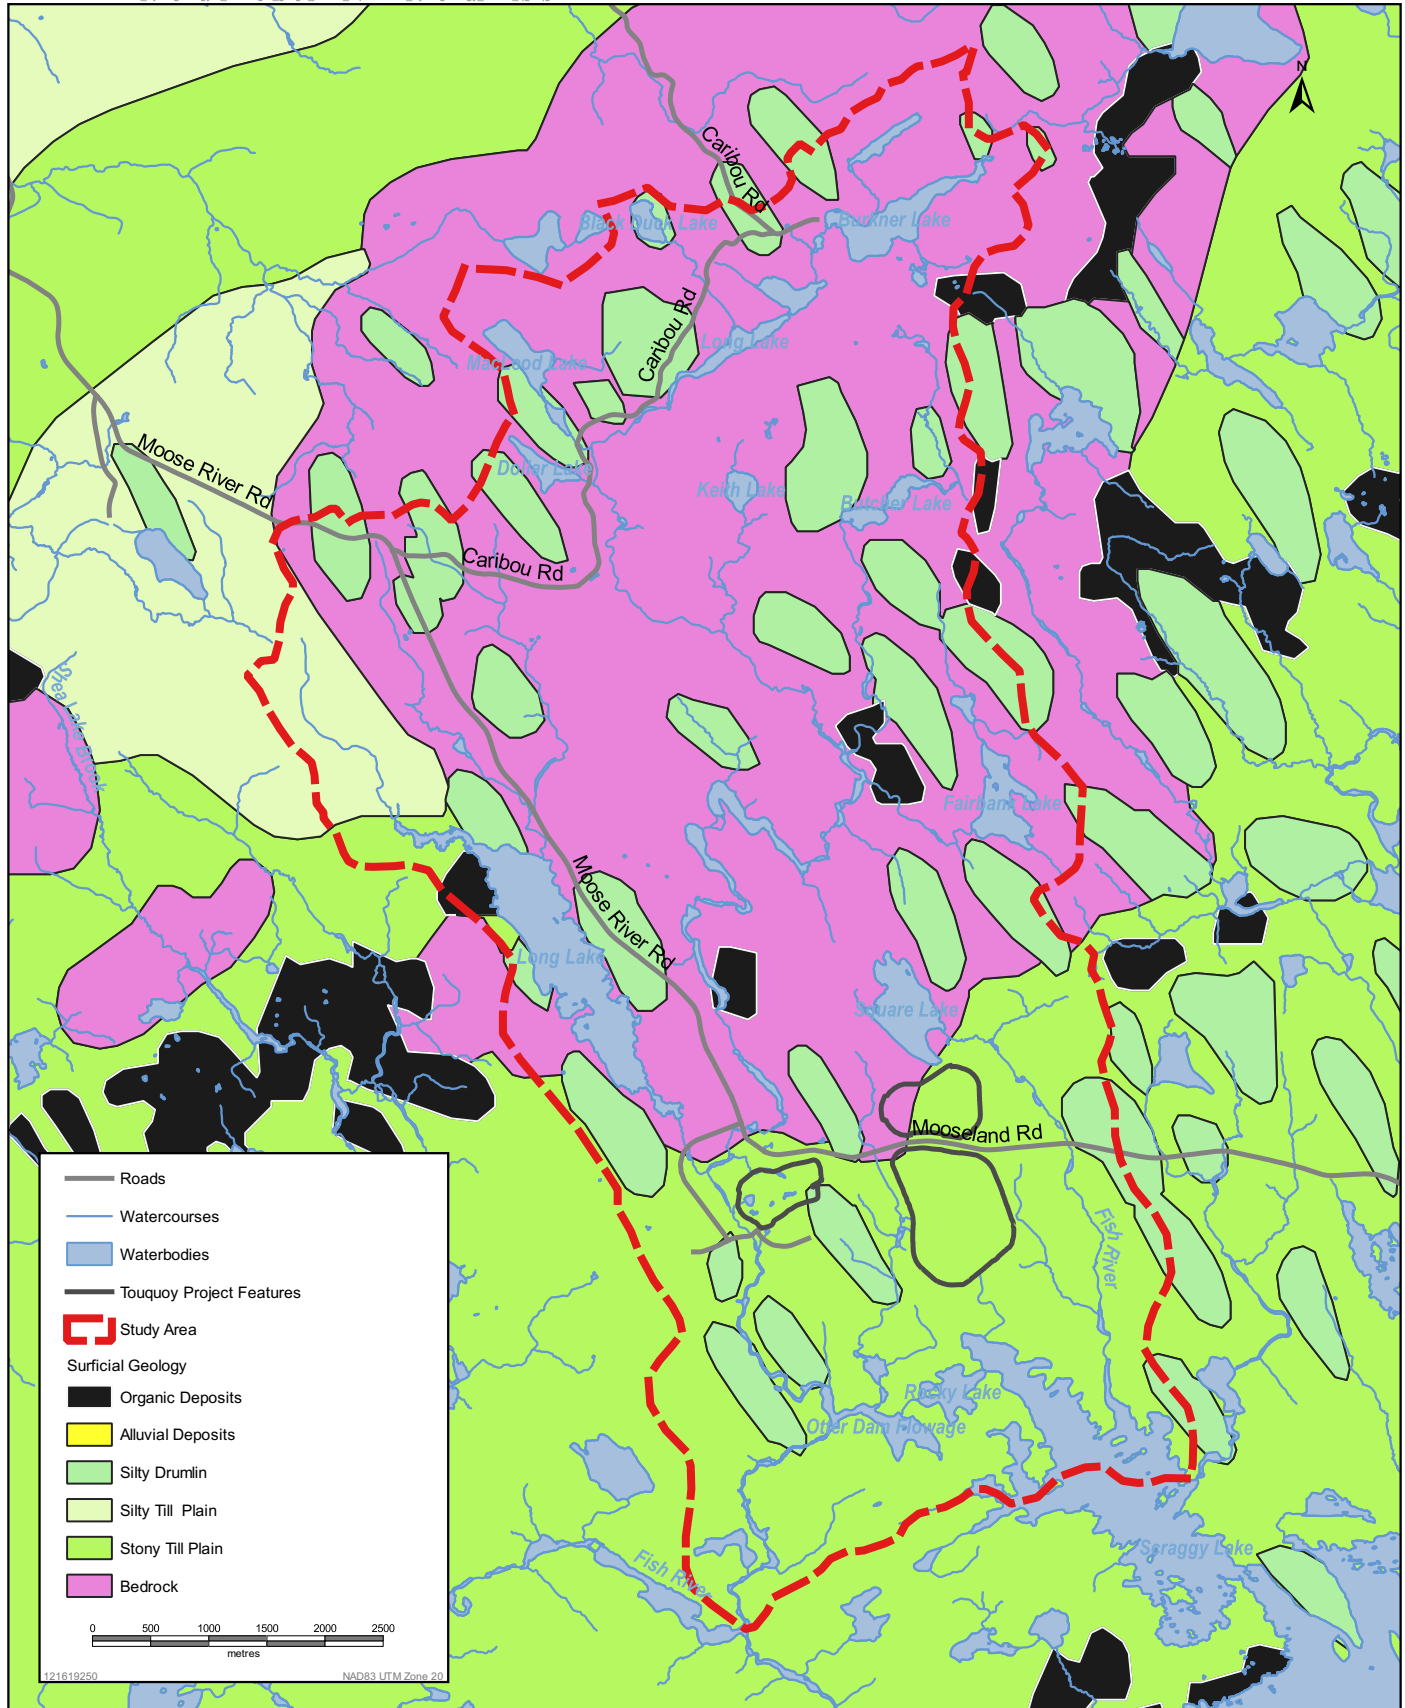 N
Caribou Rd
Black Duck Lake
Burkner Lake
Caribou Rd
Long Lake
MacLeod Lake
Moose River Rd
Dollar Lake
Keith Lake
Butcher Lake
Caribou Rd
Shea Lake Brook
Fairbank Lake
Moose River Rd
Long Lake
Square Lake
Mooseland Rd
Fish River
Rocky Lake
Otter Dam Flowage
Scraggy Lake
Fish River
Roads
Watercourses
Waterbodies
Touquoy Project Features
Study Area
Surficial Geology
Organic Deposits
Alluvial Deposits
Silty Drumlin
Silty Till Plain
Stony Till Plain
Bedrock
0 500 1000 1500 2000 2500
metres
121619250 NAD83 UTM Zone 20